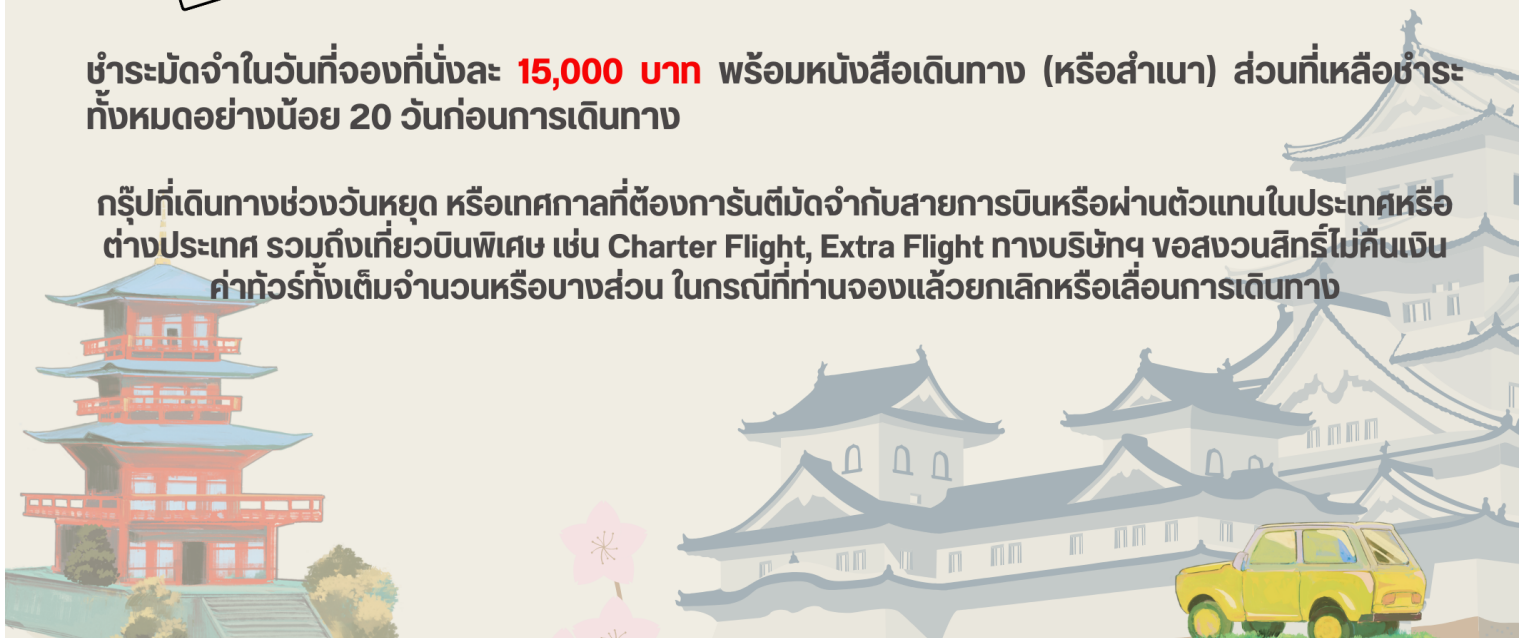 ชำระมัดจำในวันที่จองที่นั่งละ 15,000 บาท พร้อมหนังสือเดินทาง (หรือสำเนา) ส่วนที่เหลือชำระ
ทั้งหมดอย่างน้อย 20 วันก่อนการเดินทาง
กรุ๊ปที่เดินทางช่วงวันหยุด หรือเทศกาลที่ต้องการันตีมัดจำกับสายการบินหรือผ่านตัวแทนในประเทศหรือ
ต่างประเทศ รวมถึงเที่ยวบินพิเศษ เช่น Charter Flight, Extra Flight ทางบริษัทฯ ขอสงวนสิทธิ์ไม่คืนเงิน
ค่าทัวร์ทั้งเต็มจำนวนหรือบางส่วน ในกรณีที่ท่านจองแล้วยกเลิกหรือเลื่อนการเดินทาง